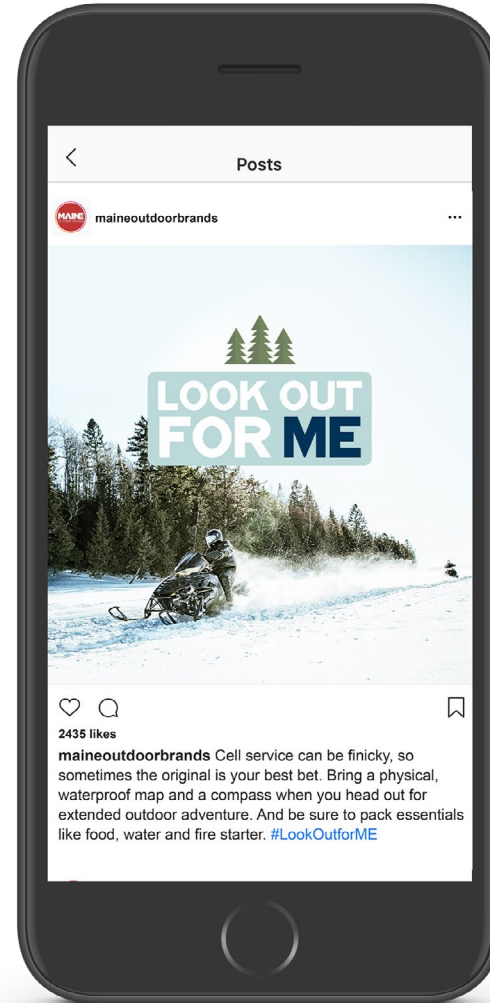 Posts
MAINE
maineoutdoorbrands
LOOK OUT
FOR ME
2435 likes
maineoutdoorbrands Cell service can be finicky, so
sometimes the original is your best bet. Bring a physical,
waterproof map and a compass when you head out for
extended outdoor adventure. And be sure to pack essentials
like food, water and fire starter. #LookOutforME